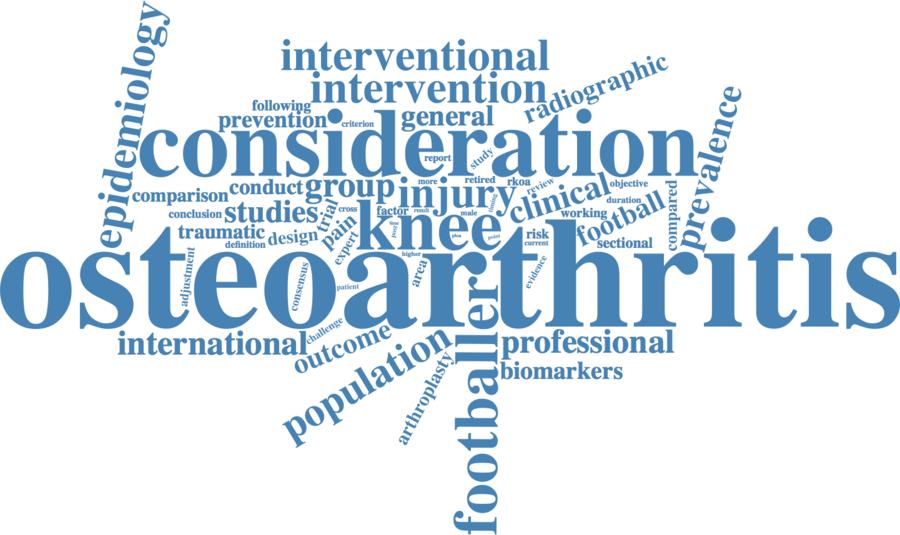 epidemiology
interventional
intervention
radiographic
following
prevention
criterion
general
consideration
prevalence
report
study
comparison
conduct
group
more
retired
rkoa
review
objective
injury
clinical
duration
compared
conclusion
studies
trial
cross
factor
result
male
working
football
traumatic
definition
design
pain
expert
knee
point
risk
current
sectional
higher
osteoarthritis
adjustment
consensus
patient
area
evidence
international
challenge
outcome
population
arthroplasty
footballer
professional
biomarkers